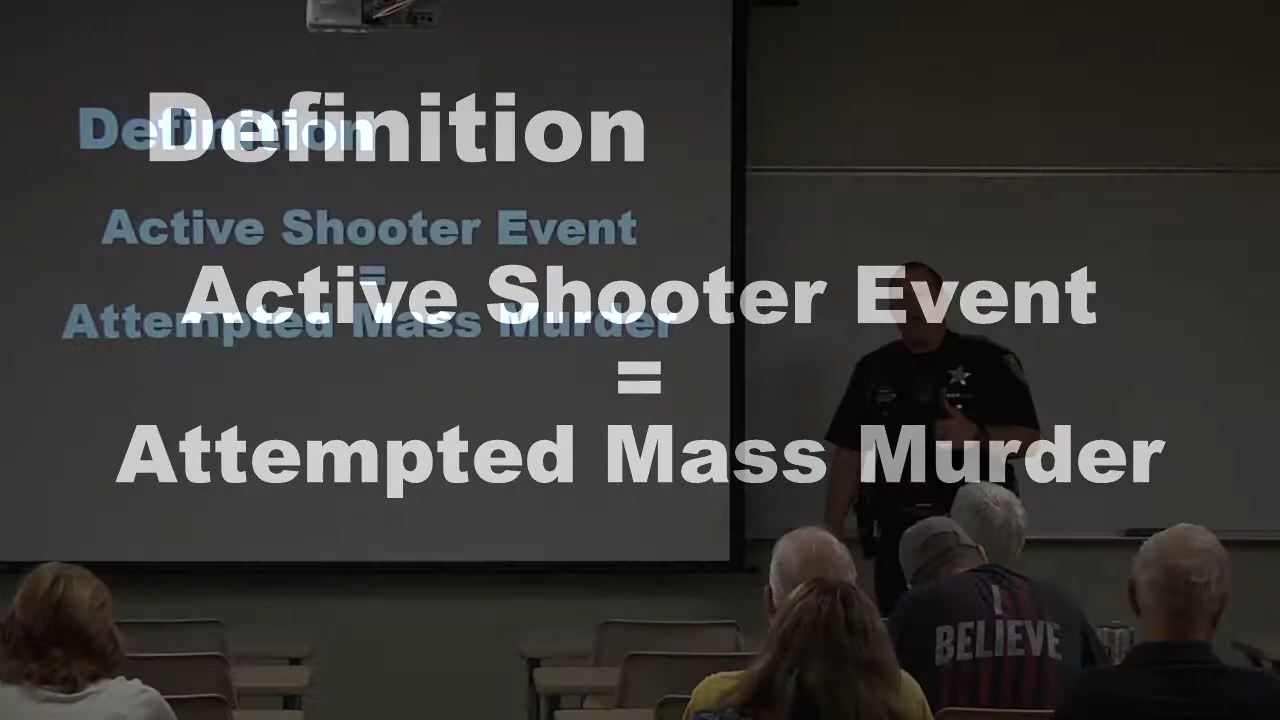 Definition
Active Shooter Event
=
Attempted Mass Murder
Definition
Active Shooter Event
=
Attempted Mass Murder
I
BELIEVE